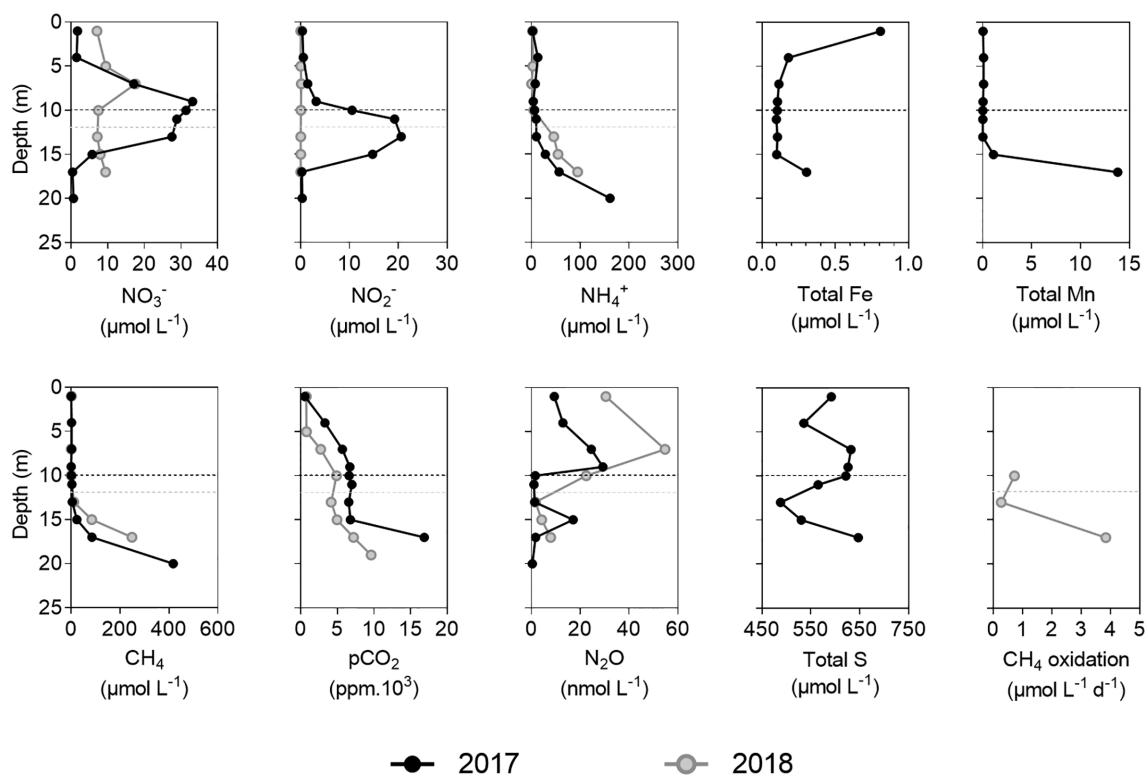 0
5
10
15
20
25
Depth (m)
0 10 20 30 40
0 10 20 30
0 100 200 300
0.0 0.5 1.0
0 5 10 15
NO₃⁻ NO₂⁻ NH₄⁺ Total Fe Total Mn
(µmol L⁻¹) (µmol L⁻¹) (µmol L⁻¹) (µmol L⁻¹) (µmol L⁻¹)
0
5
10
15
20
25
Depth (m)
0 200 400 600
0 5 10 15 20
0 20 40 60
450 550 650 750
0 1 2 3 4 5
CH₄ pCO₂ N₂O Total S CH₄ oxidation
(µmol L⁻¹) (ppm.10³) (nmol L⁻¹) (µmol L⁻¹) (µmol L⁻¹ d⁻¹)
2017 2018